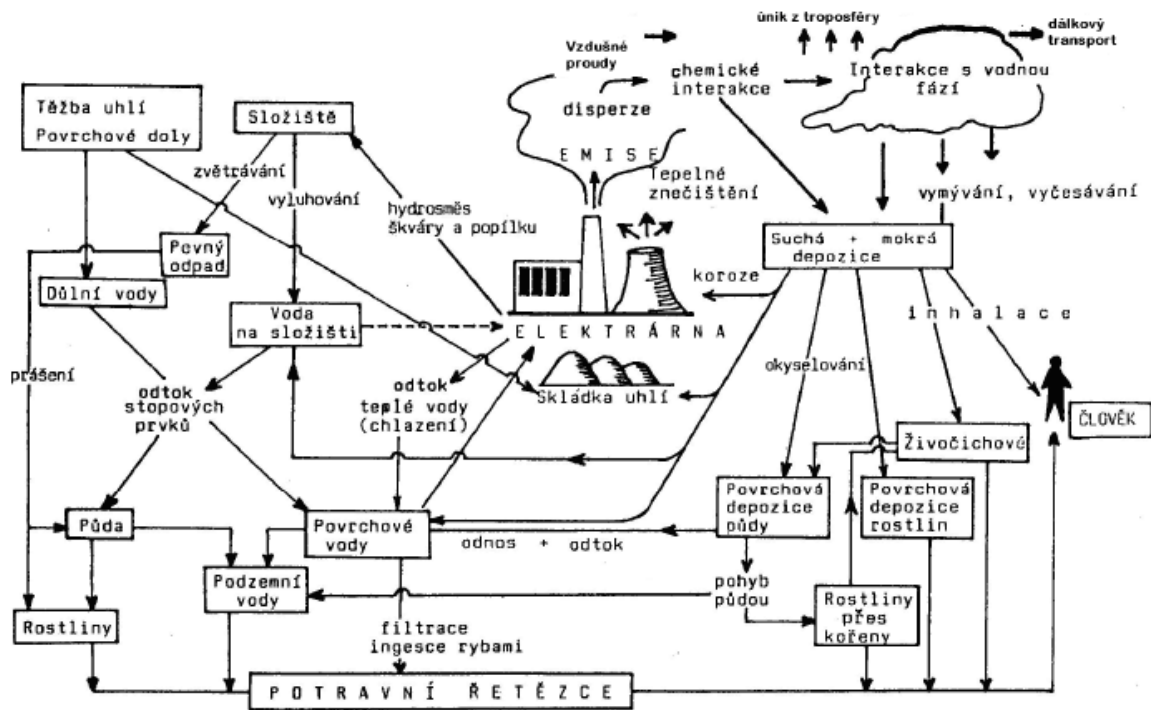 únik z troposféry
dálkový
transport
Vzdušné
proudy
chemické
interakce
Interakce s vodnou
fází
disperze
Těžba uhlí
Povrchové doly
Složiště
EMISE
Tepelné
znečištění
zvětrávání
vyluhování
vymývání, vyčesávání
hydrosměs
škváry a popílku
Pevný
odpad
Suchá + mokrá
depozice
Důlní vody
koroze
Voda
na složišti
ELEKTRÁRNA
inhalace
prášení
okyselování
odtok
stopových
prvků
odtok
teplé vody
(chlazení)
Skládka uhlí
ČLOVĚK
Živočichové
Povrchová
depozice
půdy
Povrchová
depozice
rostlin
Půda
Povrchové
vody
odnos + odtok
Podzemní
vody
pohyb
půdou
Rostliny
přes
kořeny
Rostliny
filtrace
ingesce rybami
POTRAVNÍ ŘETĚZCE